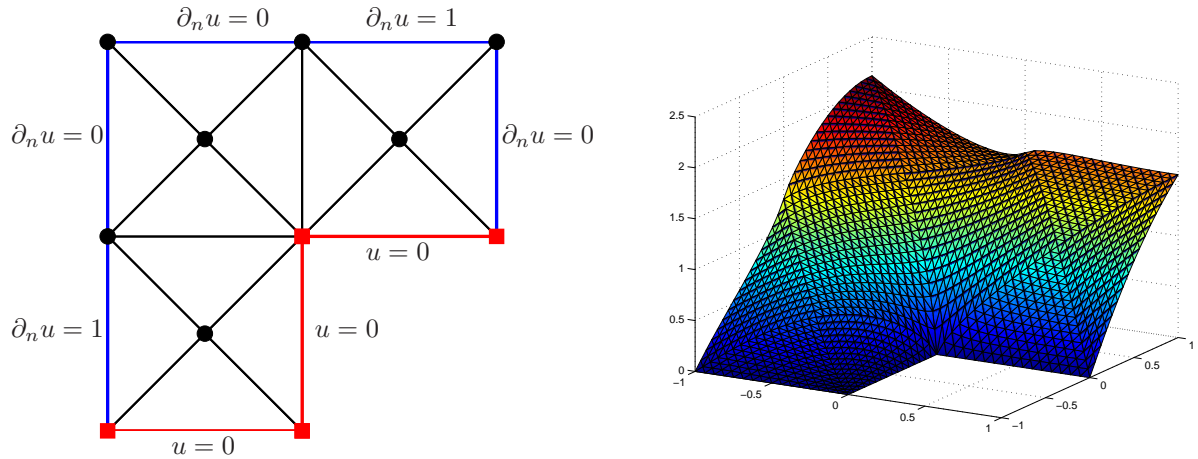 ∂ₙu = 0
∂ₙu = 1
∂ₙu = 0
∂ₙu = 0
u = 0
∂ₙu = 1
u = 0
u = 0
2.5
2
1.5
1
0.5
0
-1
-0.5
0
0.5
1
-1
-0.5
0
0.5
1